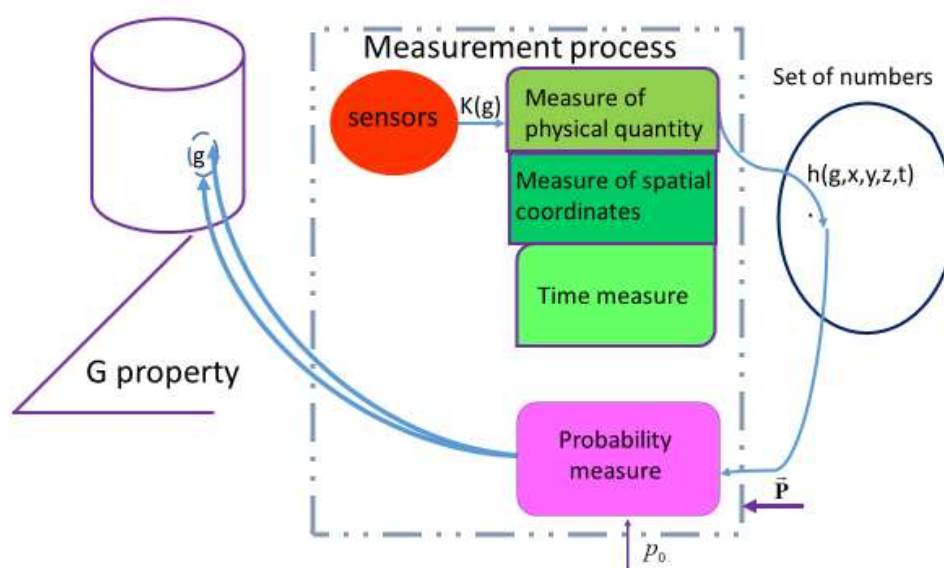 Measurement process
Set of numbers
sensors
K(g)
Measure of
physical quantity
g
h(g,x,y,z,t)
Measure of spatial
coordinates
.
Time measure
G property
Probability
measure
P⃗
p₀